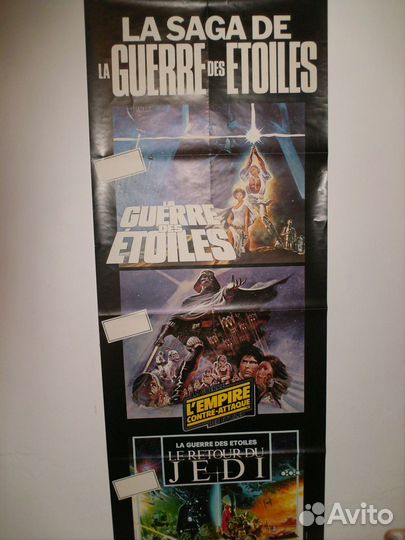 LA SAGA DE
LA GUERRE DES ETOILES
LA
GUERRE
DES
ÉTOILES
L'EMPIRE
CONTRE-ATTAQUE
LA GUERRE DES ETOILES
LE RETOUR DU
JEDI
Avito